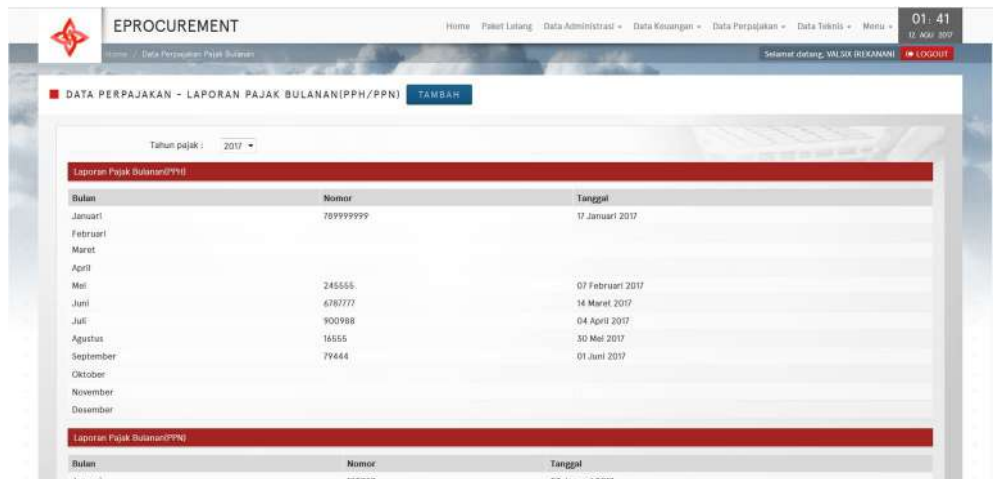 EPROCUREMENT
Home Paket Lelang Data Administrasi Data Keuangan Data Perpajakan Data Teknis Menu
01: 41
12, AGU 2017
Home / Data Perpajakan Pajak Bulanan
Selamat datang, VALSIX (REKANAN) LOGOUT
DATA PERPAJAKAN - LAPORAN PAJAK BULANAN(PPH/PPN) TAMBAH
Tahun pajak : 2017
Laporan Pajak Bulanan(PPH)
Bulan Nomor Tanggal
Januari 789999999 17 Januari 2017
Februari
Maret
April
Mei 245555 07 Februari 2017
Juni 6787777 14 Maret 2017
Juli 900988 04 April 2017
Agustus 16555 30 Mei 2017
September 79444 01 Juni 2017
Oktober
November
Desember
Laporan Pajak Bulanan(PPN)
Bulan Nomor Tanggal